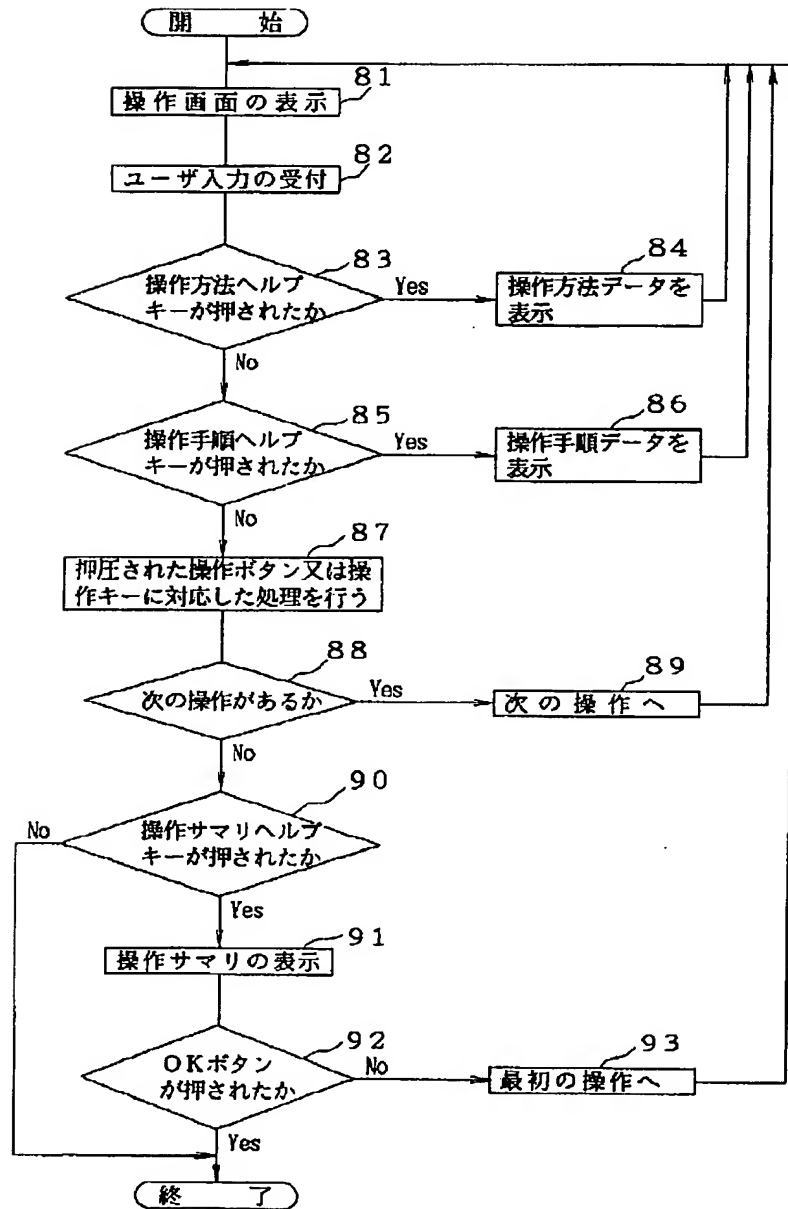 開 始
81
操作画面の表示
82
ユーザ入力の受付
83
操作方法ヘルプ
キーが押されたか
Yes
84
操作方法データを
表示
No
85
操作手順ヘルプ
キーが押されたか
Yes
86
操作手順データを
表示
No
87
押圧された操作ボタン又は操
作キーに対応した処理を行う
88
次の操作があるか
Yes
89
次の操作へ
No
90
No
操作サマリヘルプ
キーが押されたか
Yes
91
操作サマリの表示
92
OKボタン
が押されたか
No
93
最初の操作へ
Yes
終 了